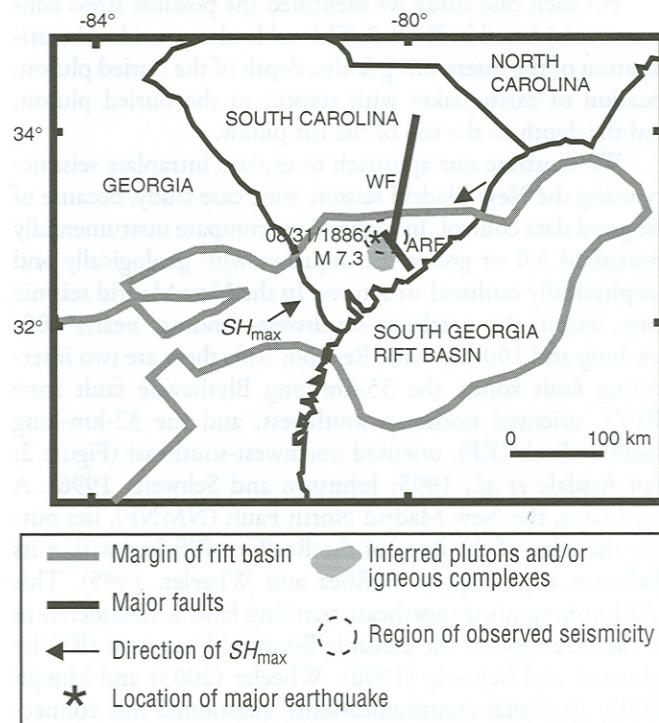 -84
-80
NORTH
CAROLINA
SOUTH CAROLINA
34°
GEORGIA
WF
08/31/1886
ARF
M 7.3
SHmax
32°
SOUTH GEORGIA
RIFT BASIN
0 100 km
Margin of rift basin
Inferred plutons and/or
igneous complexes
Major faults
Direction of SHmax
Region of observed seismicity
Location of major earthquake